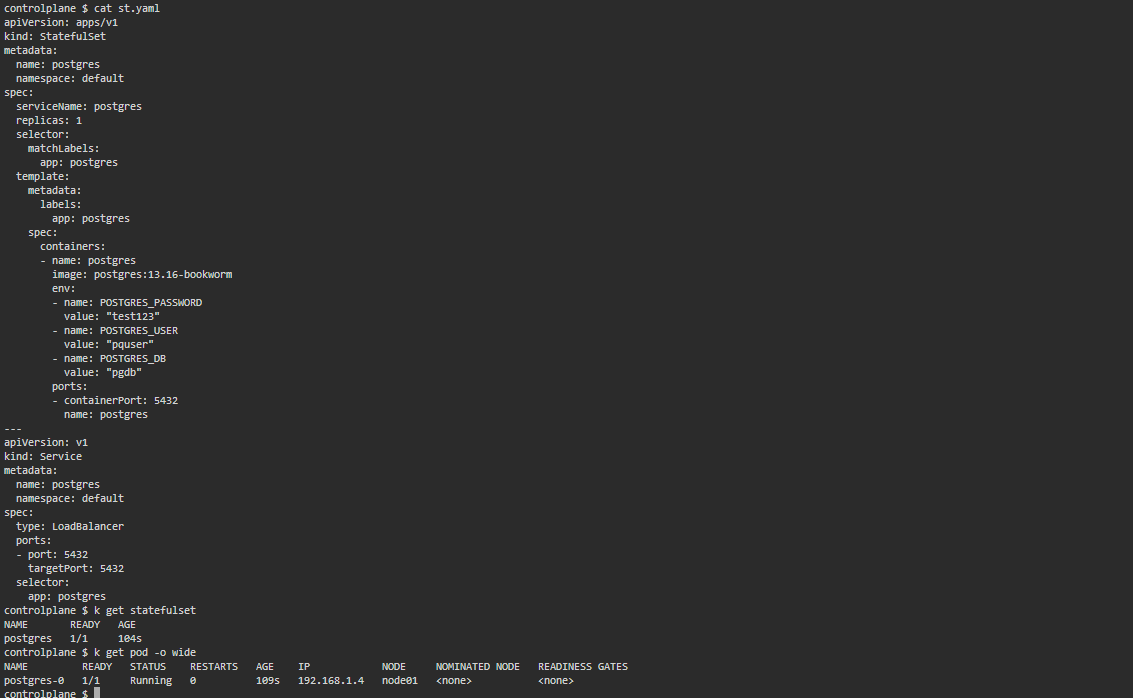 controlplane $ cat st.yaml
apiVersion: apps/v1
kind: StatefulSet
metadata:
  name: postgres
  namespace: default
spec:
  serviceName: postgres
  replicas: 1
  selector:
    matchLabels:
      app: postgres
  template:
    metadata:
      labels:
        app: postgres
    spec:
      containers:
      - name: postgres
        image: postgres:13.16-bookworm
        env:
        - name: POSTGRES_PASSWORD
          value: "test123"
        - name: POSTGRES_USER
          value: "pquser"
        - name: POSTGRES_DB
          value: "pgdb"
        ports:
        - containerPort: 5432
          name: postgres
---
apiVersion: v1
kind: Service
metadata:
  name: postgres
  namespace: default
spec:
  type: LoadBalancer
  ports:
  - port: 5432
    targetPort: 5432
  selector:
    app: postgres
controlplane $ k get statefulset
NAME       READY   AGE
postgres   1/1     104s
controlplane $ k get pod -o wide
NAME         READY   STATUS    RESTARTS   AGE    IP            NODE     NOMINATED NODE   READINESS GATES
postgres-0   1/1     Running   0          109s   192.168.1.4   node01   <none>           <none>
controlplane $